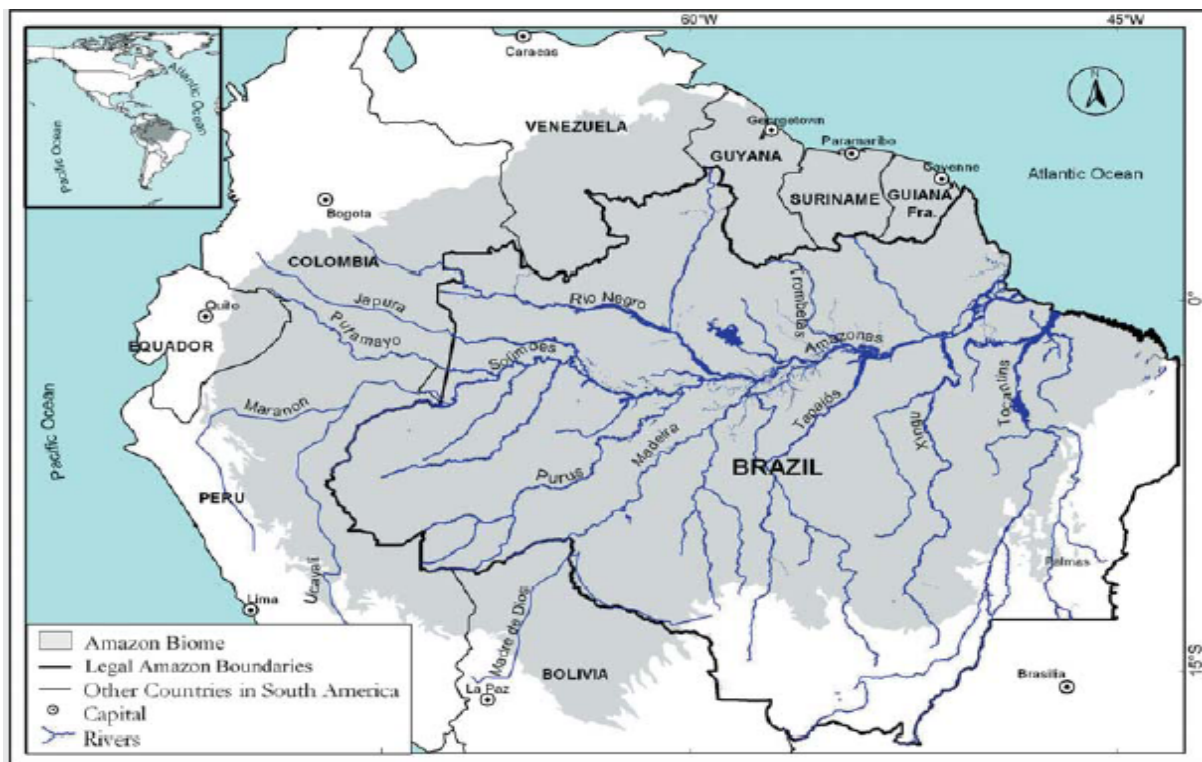 60°W
45°W
Caracas
N
Atlantic Ocean
Pacific Ocean
Pacific Ocean
VENEZUELA
Georgetown
GUYANA
Paramaribo
SURINAME
Cayenne
GUIANA
Fra.
Atlantic Ocean
Bogota
COLOMBIA
Japura
Rio Negro
Trombetas
0°
Quito
Putamayo
EQUADOR
Solimoes
Amazonas
Maranon
Tapajós
Xingu
Tocantins
Madeira
Purus
BRAZIL
Pacific Ocean
PERU
Ucayali
Palmas
Lima
Madre de Dios
BOLIVIA
La Paz
Brasilia
15°S
Amazon Biome
Legal Amazon Boundaries
Other Countries in South America
Capital
Rivers